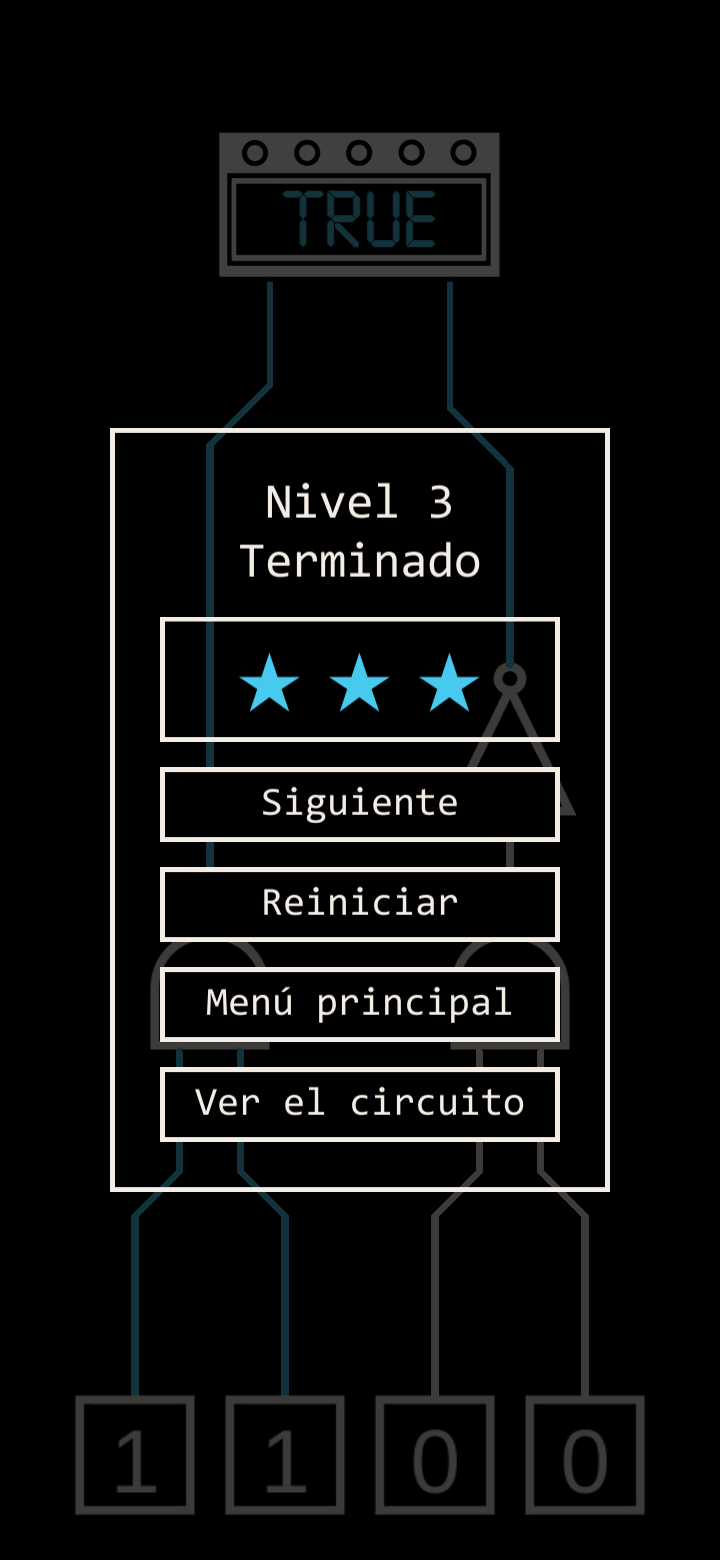 TRUE
Nivel 3
Terminado
Siguiente
Reiniciar
Menú principal
Ver el circuito
1 1 0 0